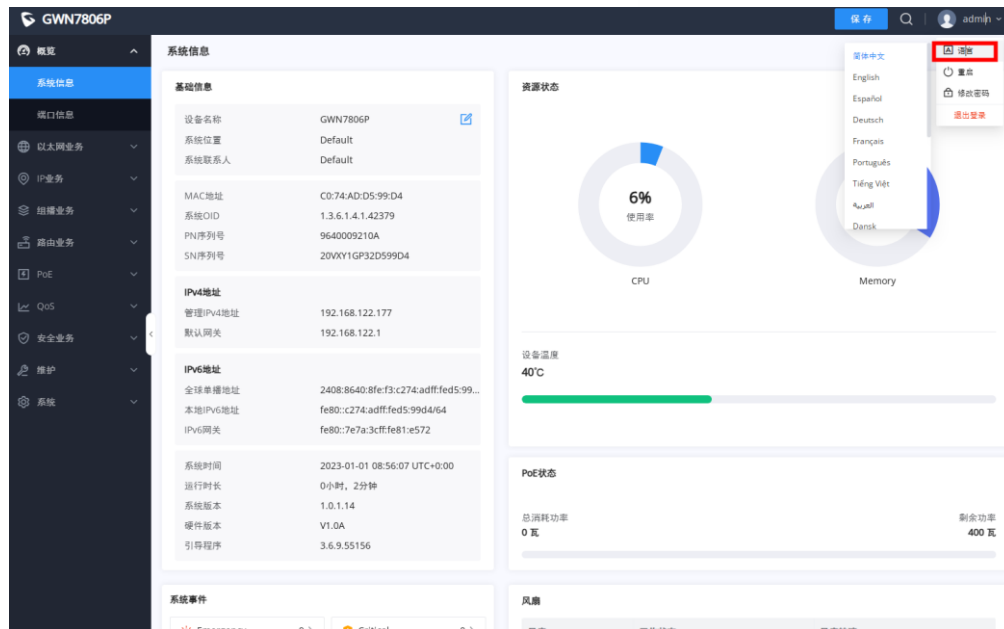 GWN7806P
保存
admin
概览
系统信息
端口信息
以太网业务
IP业务
组播业务
路由业务
PoE
QoS
安全业务
维护
系统
系统信息
语言
重启
修改密码
退出登录
简体中文
English
Español
Deutsch
Français
Português
Tiếng Việt
العربية
Dansk
基础信息
设备名称 GWN7806P
系统位置 Default
系统联系人 Default
MAC地址 C0:74:AD:D5:99:D4
系统OID 1.3.6.1.4.1.42379
PN序列号 9640009210A
SN序列号 20VXY1GP32D599D4
IPv4地址
管理IPv4地址 192.168.122.177
默认网关 192.168.122.1
IPv6地址
全球单播地址 2408:8640:8fe:f3:c274:adff:fed5:99...
本地IPv6地址 fe80::c274:adff:fed5:99d4/64
IPv6网关 fe80::7e7a:3cff:fe81:e572
系统时间 2023-01-01 08:56:07 UTC+0:00
运行时长 0小时，2分钟
系统版本 1.0.1.14
硬件版本 V1.0A
引导程序 3.6.9.55156
系统事件
资源状态
6%
使用率
CPU
Memory
设备温度
40℃
PoE状态
总消耗功率 剩余功率
0 瓦 400 瓦
风扇